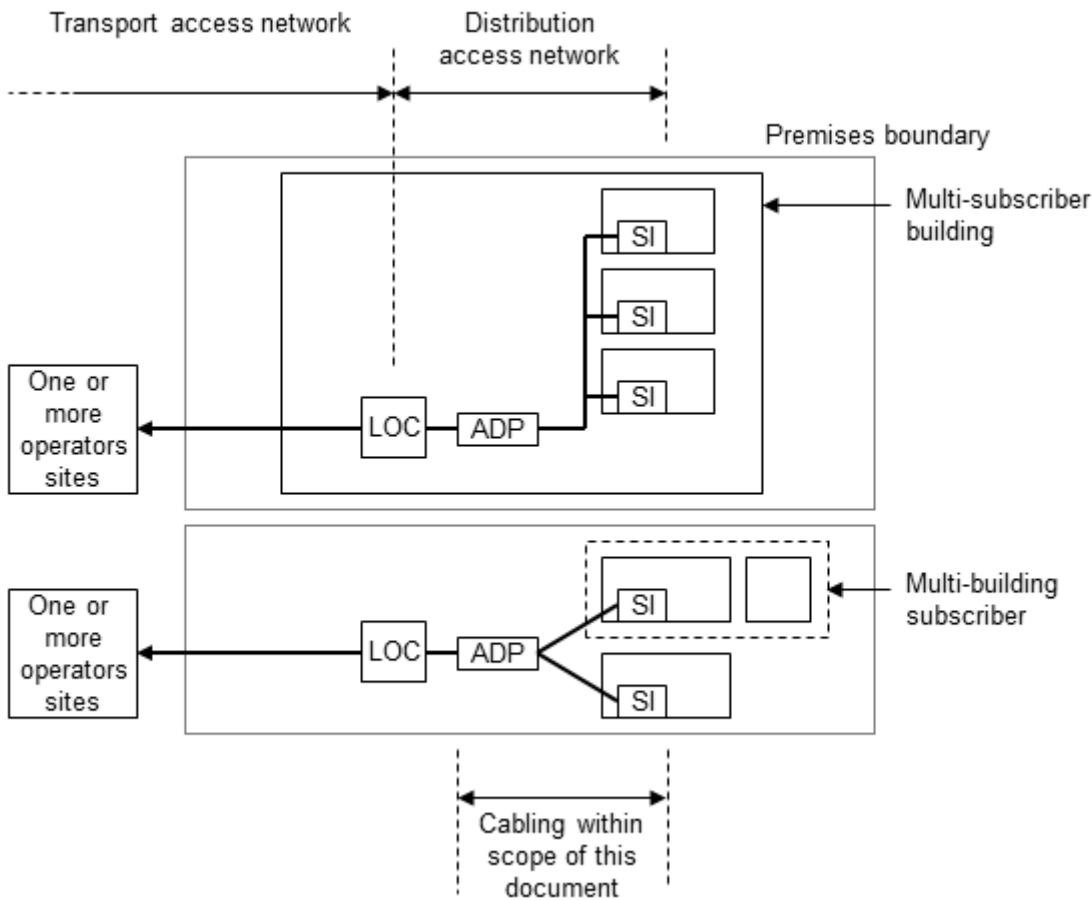 Transport access network
Distribution
access network
Premises boundary
Multi-subscriber
building
SI
SI
SI
One or
more
operators
sites
LOC
ADP
Multi-building
subscriber
SI
One or
more
operators
sites
LOC
ADP
SI
Cabling within
scope of this
document